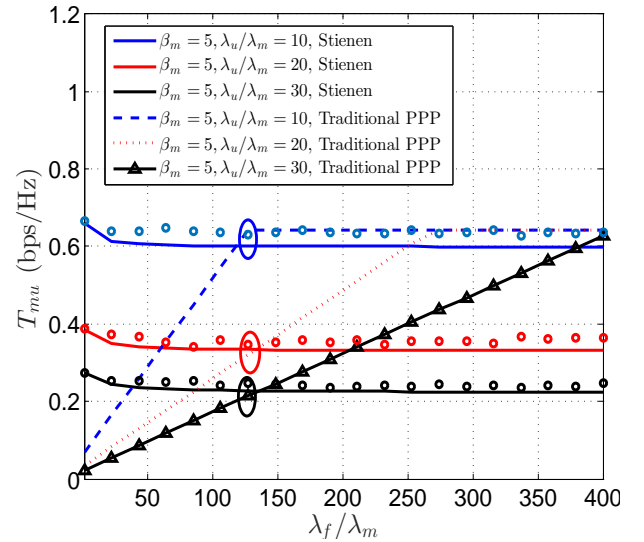 β_m = 5, λ_u/λ_m = 10, Stienen
β_m = 5, λ_u/λ_m = 20, Stienen
β_m = 5, λ_u/λ_m = 30, Stienen
β_m = 5, λ_u/λ_m = 10, Traditional PPP
β_m = 5, λ_u/λ_m = 20, Traditional PPP
β_m = 5, λ_u/λ_m = 30, Traditional PPP
1.2
1
0.8
0.6
0.4
0.2
0
T_mu (bps/Hz)
50 100 150 200 250 300 350 400
λ_f/λ_m